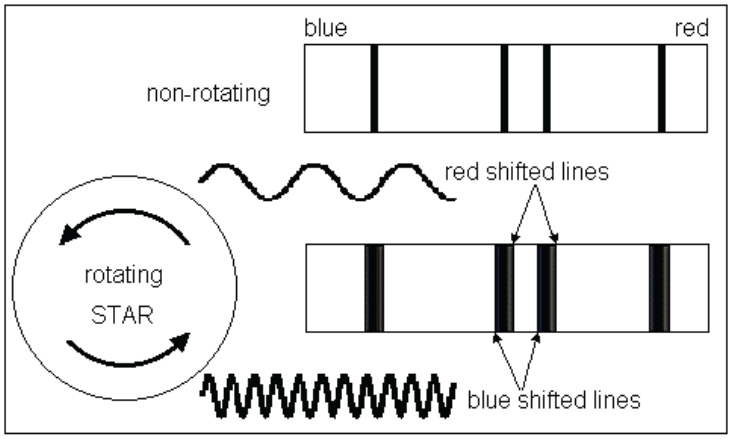 blue
red
non-rotating
red shifted lines
rotating
STAR
blue shifted lines